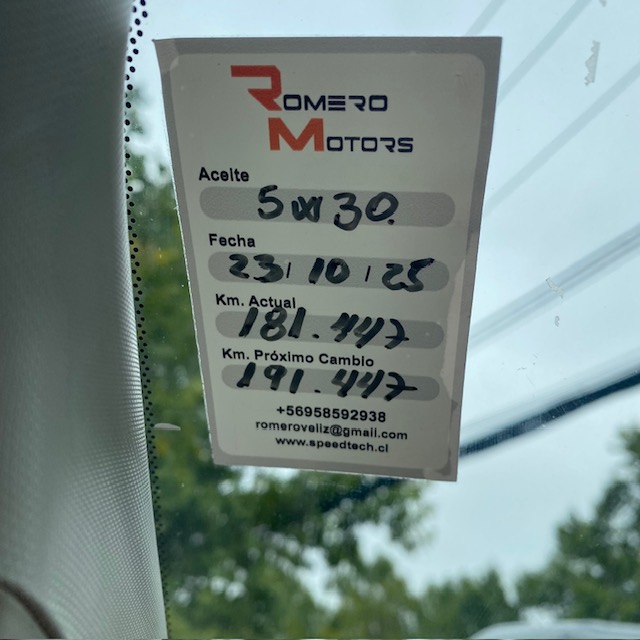 ROMERO
MOTORS
Aceite
5w30.
Fecha
23/10/25
Km. Actual
181.447
Km. Próximo Cambio
191.447
+56958592938
romeroveliz@gmail.com
www.speedtech.cl